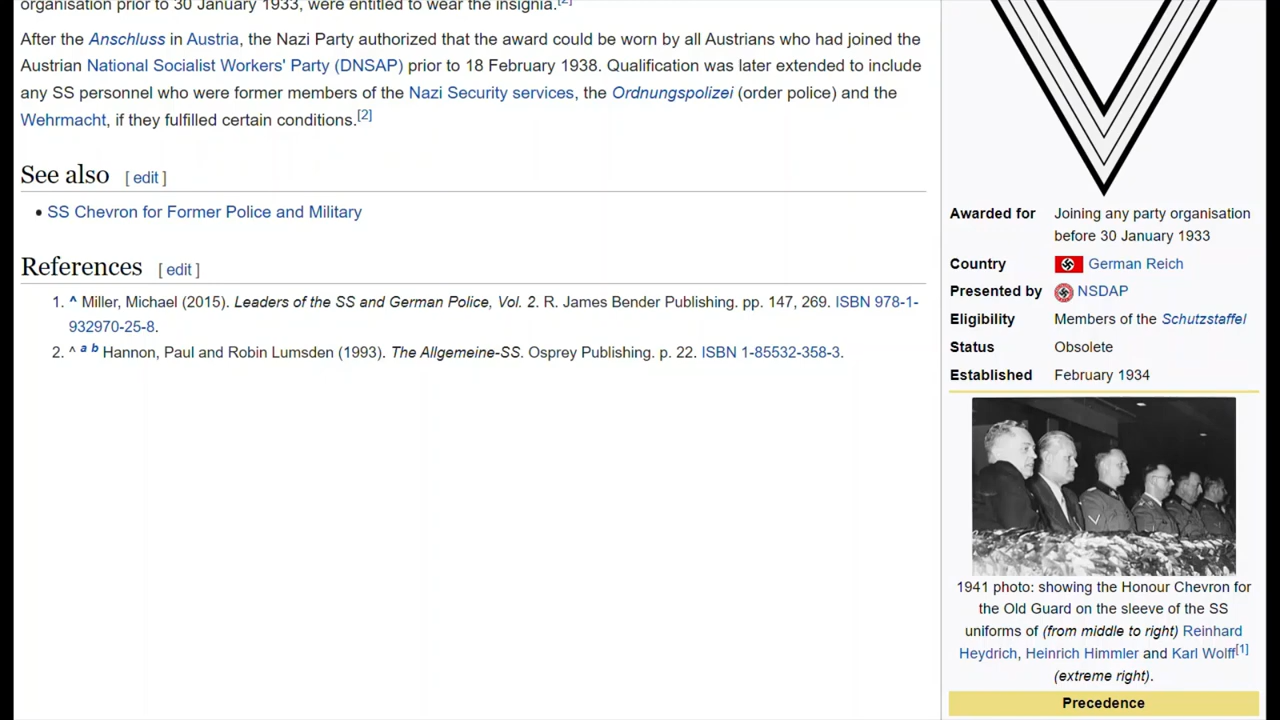 organisation prior to 30 January 1933, were entitled to wear the insignia.[2]
After the Anschluss in Austria, the Nazi Party authorized that the award could be worn by all Austrians who had joined the
Austrian National Socialist Workers' Party (DNSAP) prior to 18 February 1938. Qualification was later extended to include
any SS personnel who were former members of the Nazi Security services, the Ordnungspolizei (order police) and the
Wehrmacht, if they fulfilled certain conditions.[2]
See also [ edit ]
• SS Chevron for Former Police and Military
References [ edit ]
1. ^ Miller, Michael (2015). Leaders of the SS and German Police, Vol. 2. R. James Bender Publishing. pp. 147, 269. ISBN 978-1-
932970-25-8.
2. ^ a b Hannon, Paul and Robin Lumsden (1993). The Allgemeine-SS. Osprey Publishing. p. 22. ISBN 1-85532-358-3.
Awarded for Joining any party organisation
before 30 January 1933
Country German Reich
Presented by NSDAP
Eligibility Members of the Schutzstaffel
Status Obsolete
Established February 1934
1941 photo: showing the Honour Chevron for
the Old Guard on the sleeve of the SS
uniforms of (from middle to right) Reinhard
Heydrich, Heinrich Himmler and Karl Wolff[1]
(extreme right).
Precedence